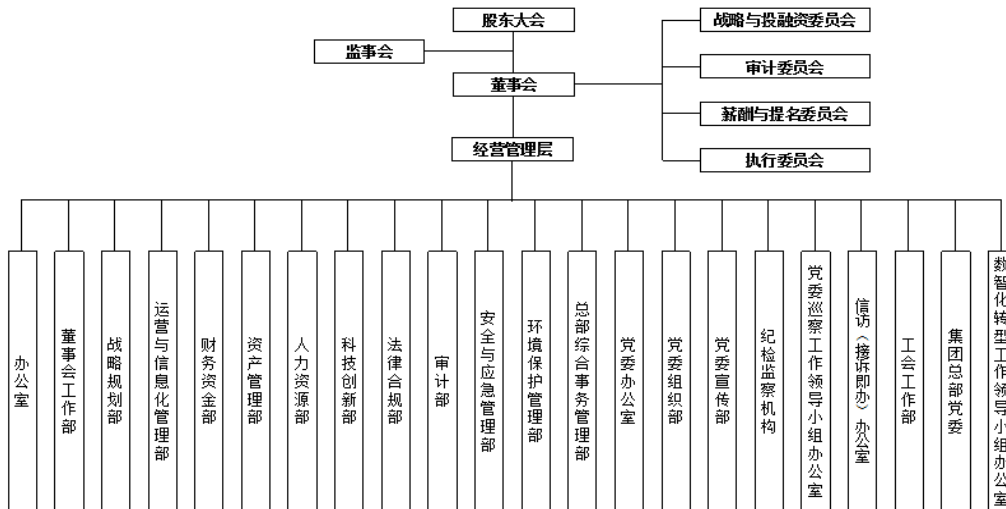 股东大会
监事会
董事会
经营管理层
战略与投融资委员会
审计委员会
薪酬与提名委员会
执行委员会
办公室
董事会工作部
战略规划部
运营与信息化管理部
财务资金部
资产管理部
人力资源部
科技创新部
法律合规部
审计部
安全与应急管理部
环境保护管理部
总部综合事务管理部
党委办公室
党委组织部
党委宣传部
纪检监察机构
党委巡察工作领导小组办公室
信访（接诉即办）办公室
工会工作部
集团总部党委
数智化转型工作领导小组办公室